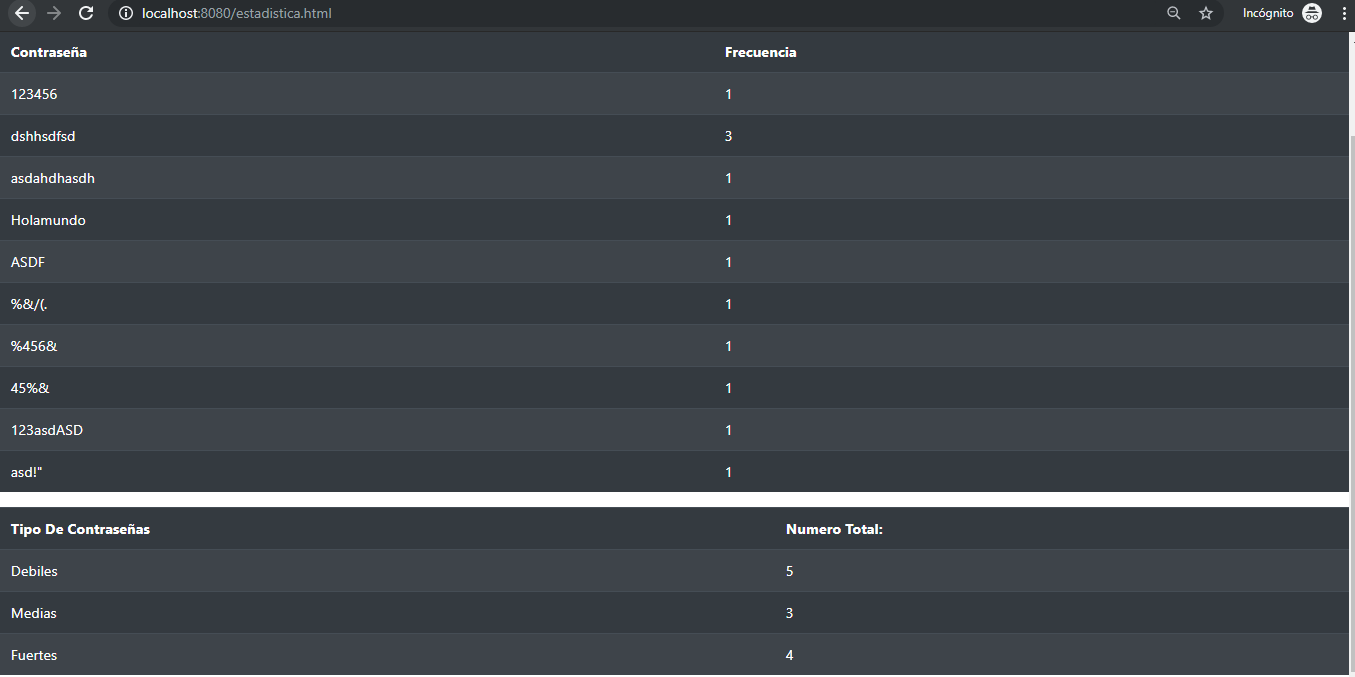 localhost:8080/estadistica.html Incógnito
Contraseña Frecuencia
123456 1
dshhsdfsd 3
asdahdhasdh 1
Holamundo 1
ASDF 1
%&/(. 1
%456& 1
45%& 1
123asdASD 1
asd!" 1
Tipo De Contraseñas Numero Total:
Debiles 5
Medias 3
Fuertes 4